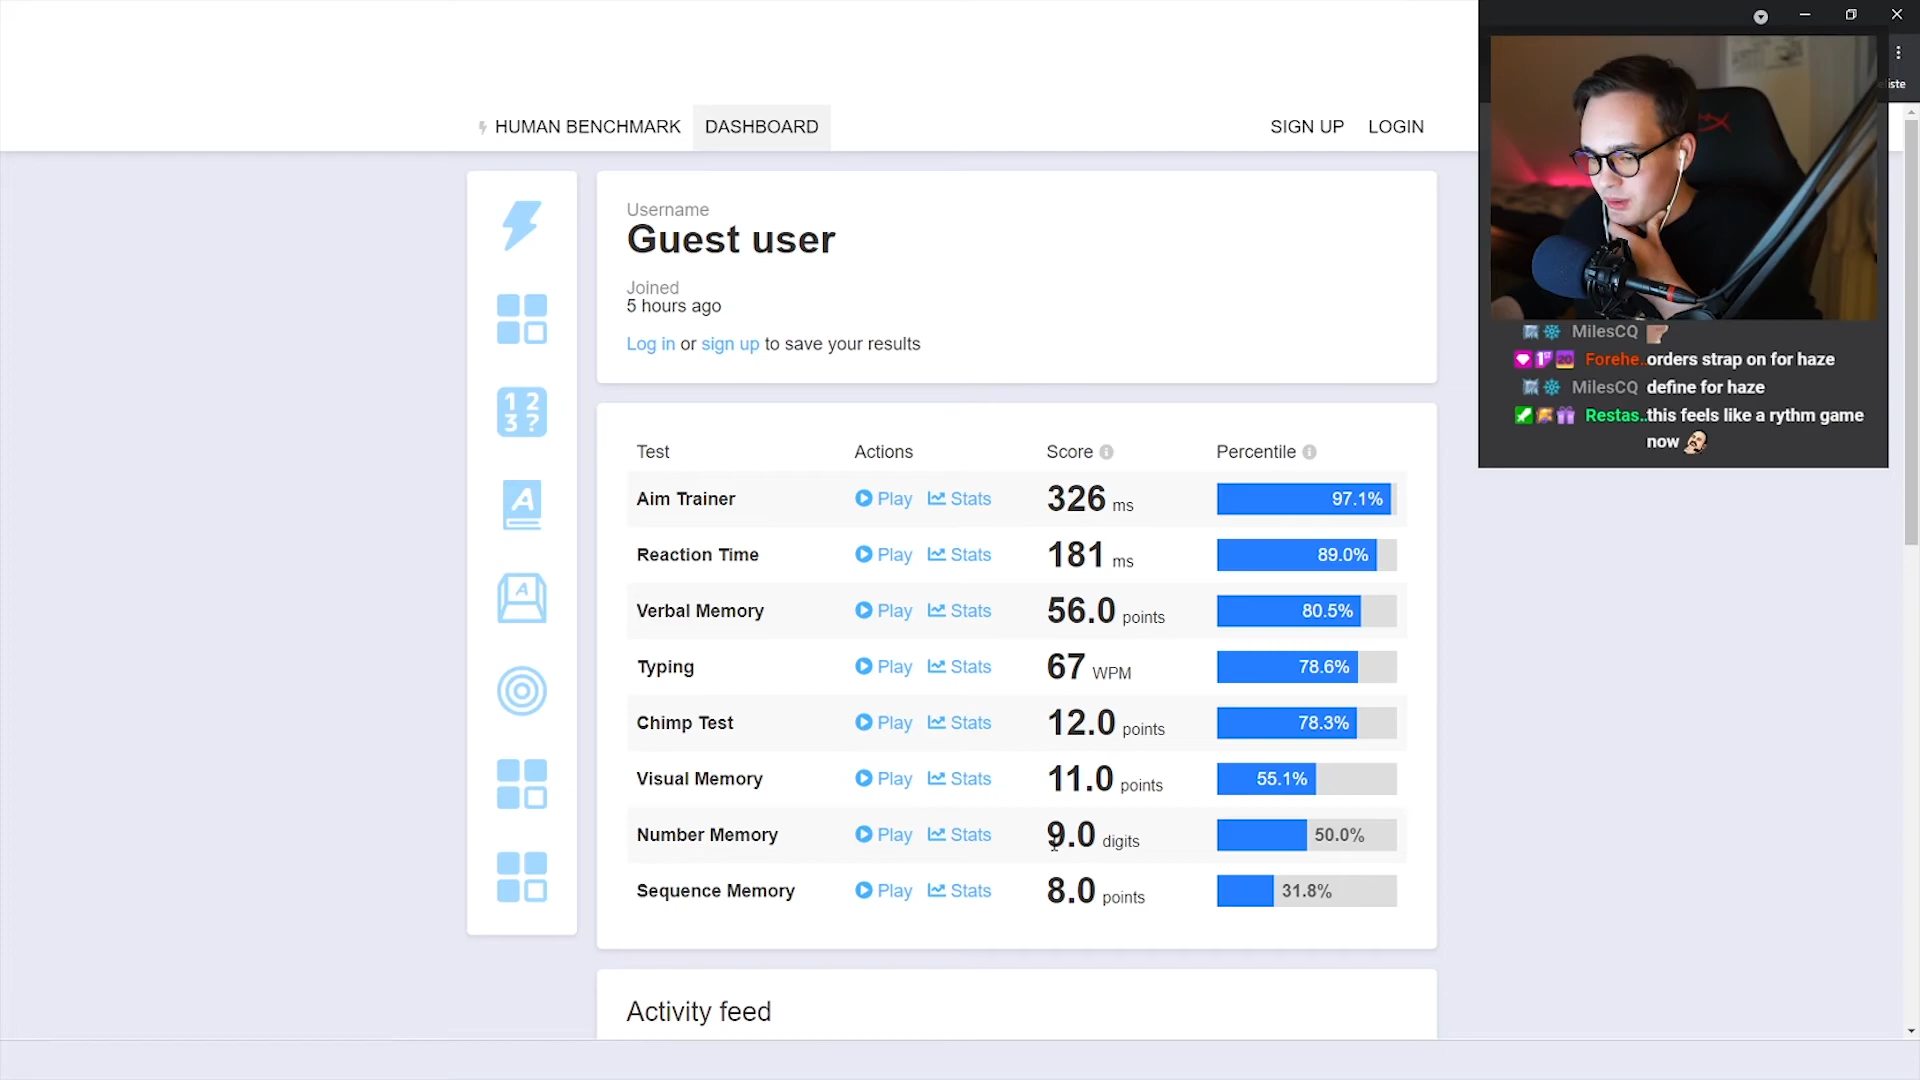 HUMAN BENCHMARK DASHBOARD SIGN UP LOGIN
Username
Guest user
Joined
5 hours ago
Log in or sign up to save your results
Test Actions Score Percentile
Aim Trainer Play Stats 326 ms 97.1%
Reaction Time Play Stats 181 ms 89.0%
Verbal Memory Play Stats 56.0 points 80.5%
Typing Play Stats 67 WPM 78.6%
Chimp Test Play Stats 12.0 points 78.3%
Visual Memory Play Stats 11.0 points 55.1%
Number Memory Play Stats 9.0 digits 50.0%
Sequence Memory Play Stats 8.0 points 31.8%
Activity feed
1 2
3 ?
A
A
MilesCQ
1ST 20 Forehe.. orders strap on for haze
MilesCQ define for haze
Restas.. this feels like a rythm game
now